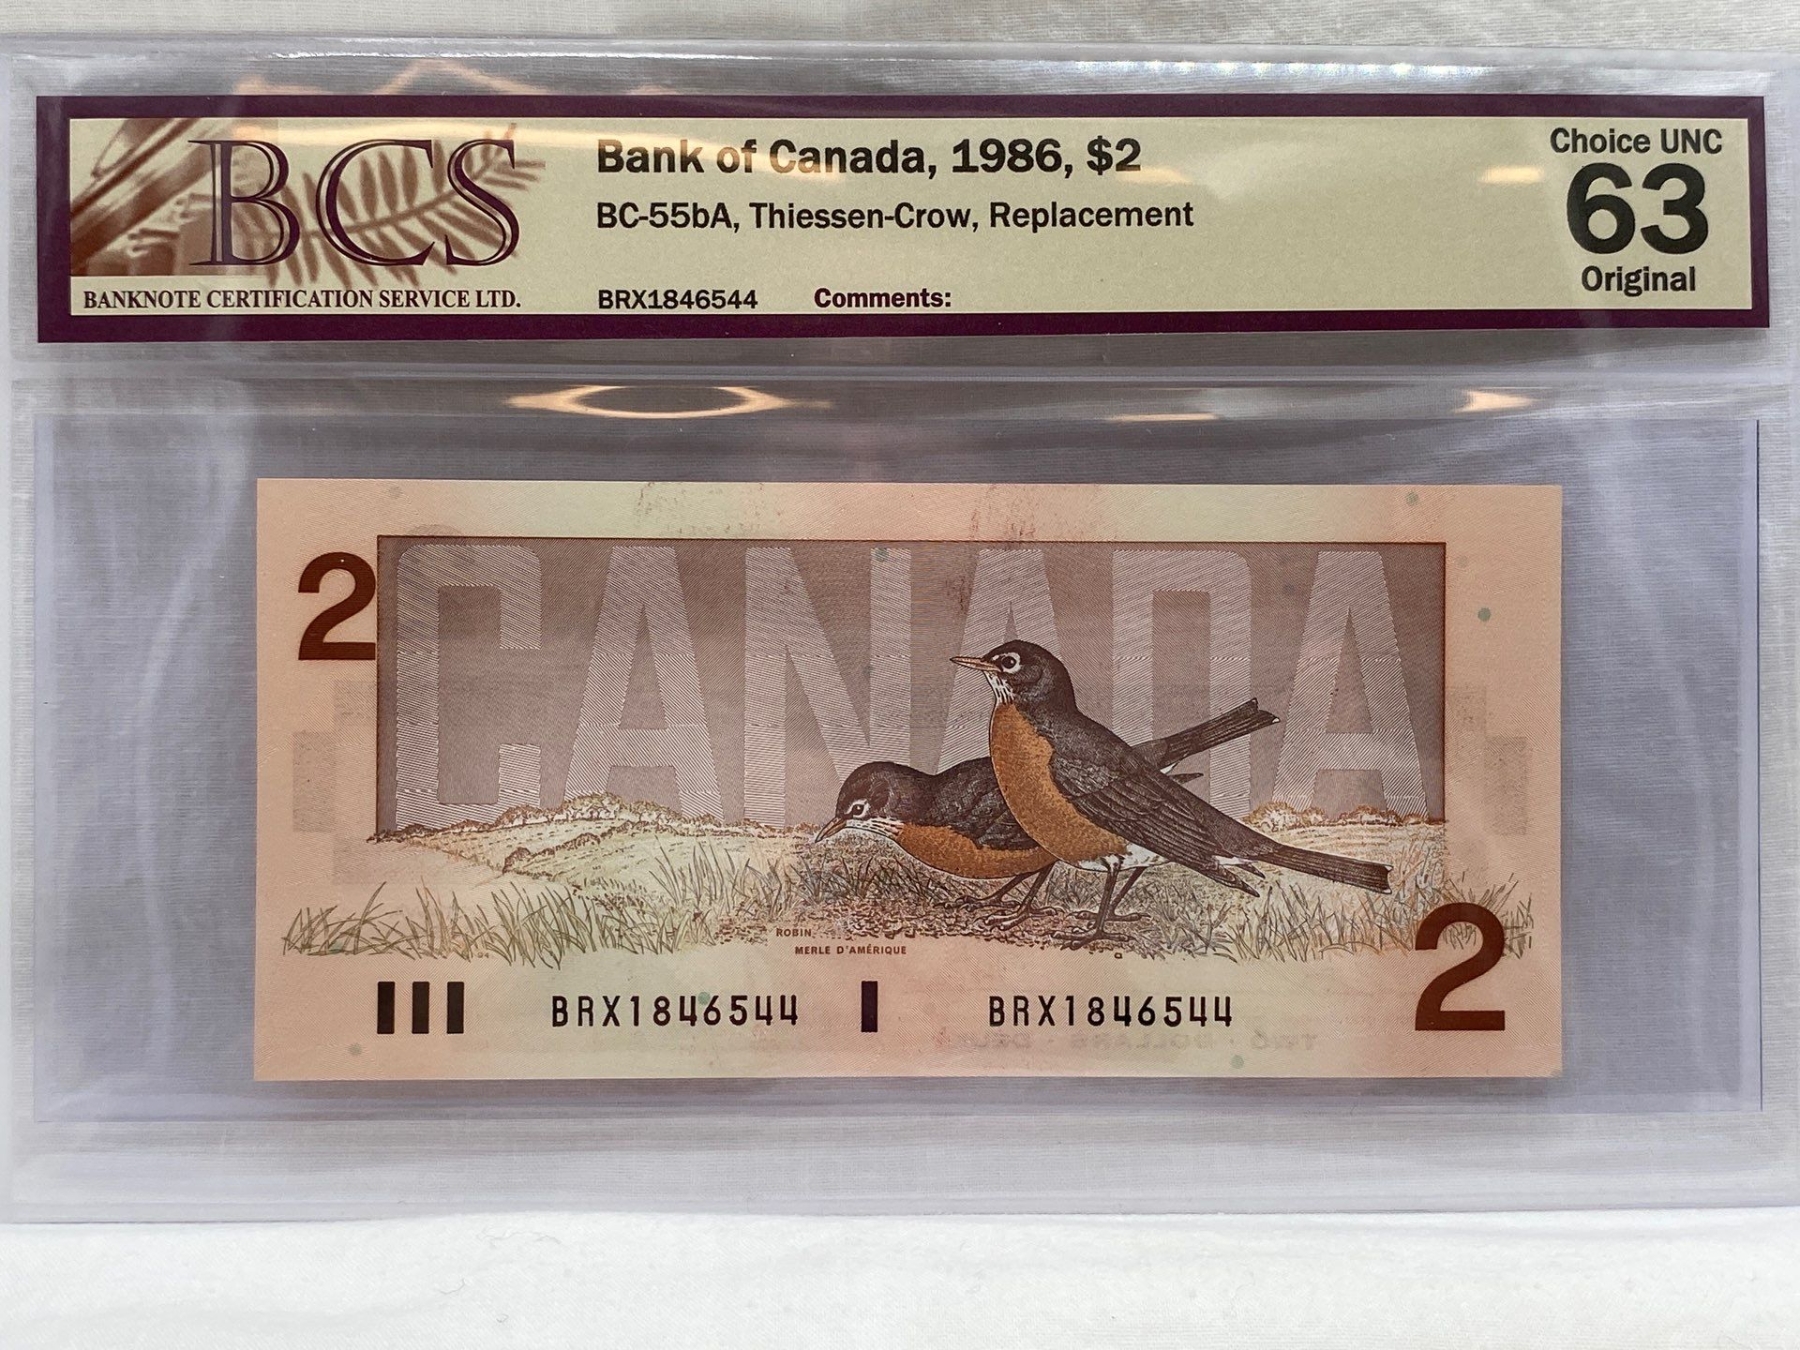 BCS
BANKNOTE CERTIFICATION SERVICE LTD.
Bank of Canada, 1986, $2
BC-55bA, Thiessen-Crow, Replacement
BRX1846544 Comments:
Choice UNC
63
Original
2
CANADA
ROBIN
MERLE D'AMÉRIQUE
2
BRX1846544 BRX1846544